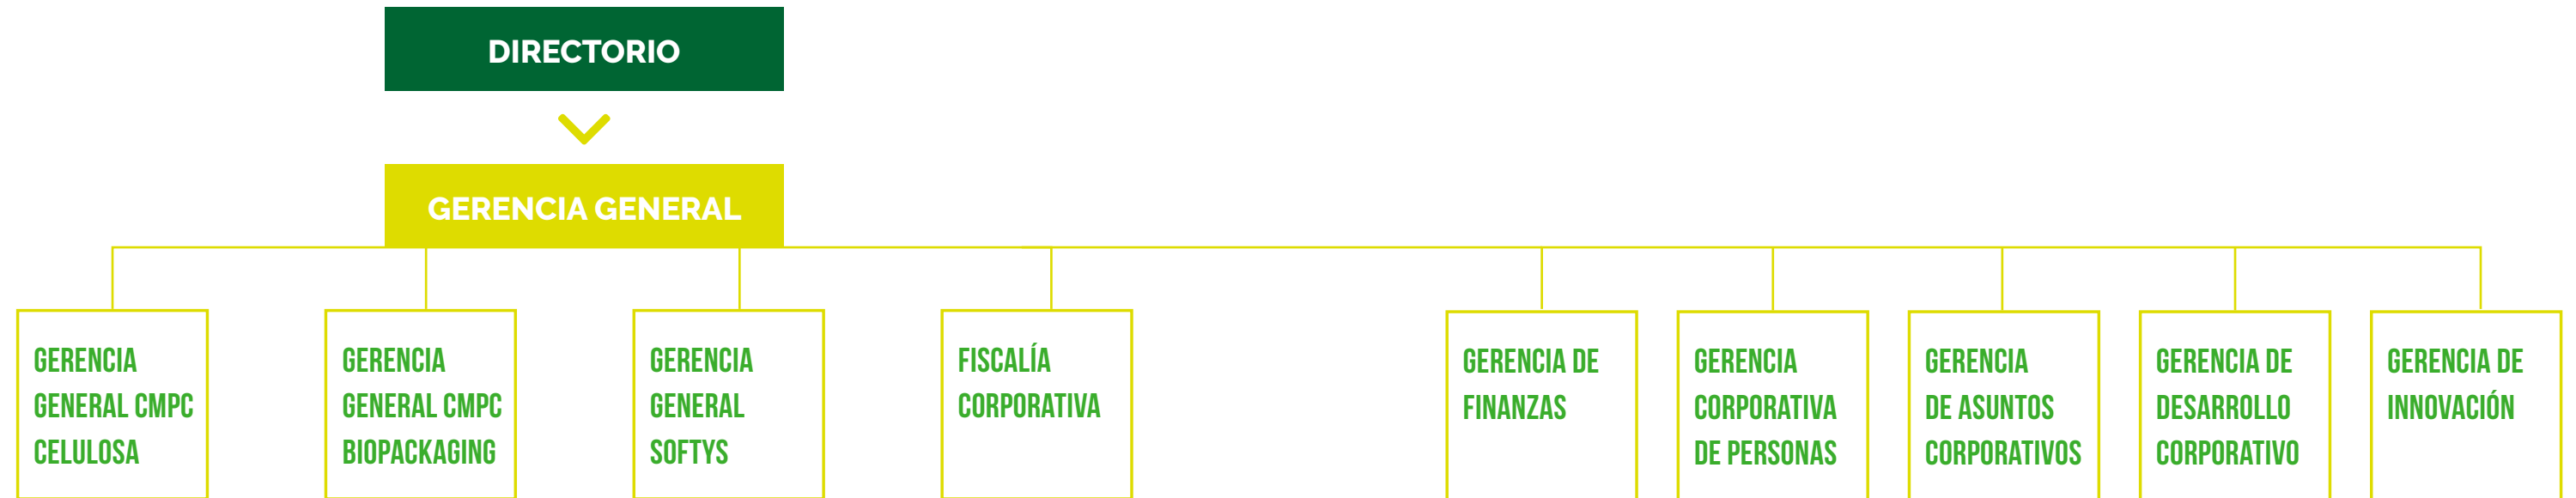 DIRECTORIO
GERENCIA GENERAL
GERENCIA
GENERAL CMPC
CELULOSA
GERENCIA
GENERAL CMPC
BIOPACKAGING
GERENCIA
GENERAL
SOFTYS
FISCALÍA
CORPORATIVA
GERENCIA DE
FINANZAS
GERENCIA
CORPORATIVA
DE PERSONAS
GERENCIA
DE ASUNTOS
CORPORATIVOS
GERENCIA DE
DESARROLLO
CORPORATIVO
GERENCIA DE
INNOVACIÓN